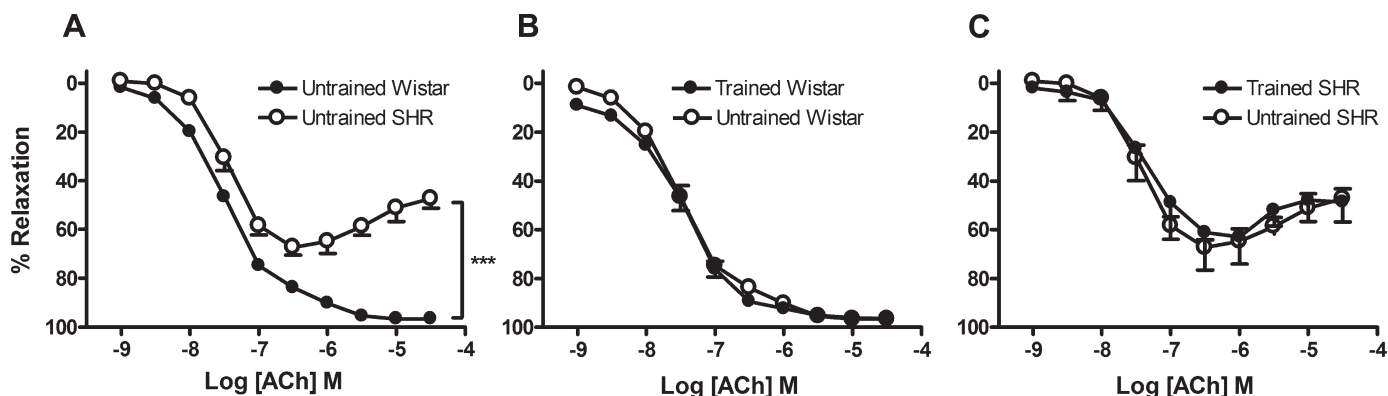 A
B
C
Untrained Wistar
Untrained SHR
Trained Wistar
Untrained Wistar
Trained SHR
Untrained SHR
% Relaxation
0
20
40
60
80
100
0
20
40
60
80
100
0
20
40
60
80
100
***
-9 -8 -7 -6 -5 -4
-9 -8 -7 -6 -5 -4
-9 -8 -7 -6 -5 -4
Log [ACh] M
Log [ACh] M
Log [ACh] M